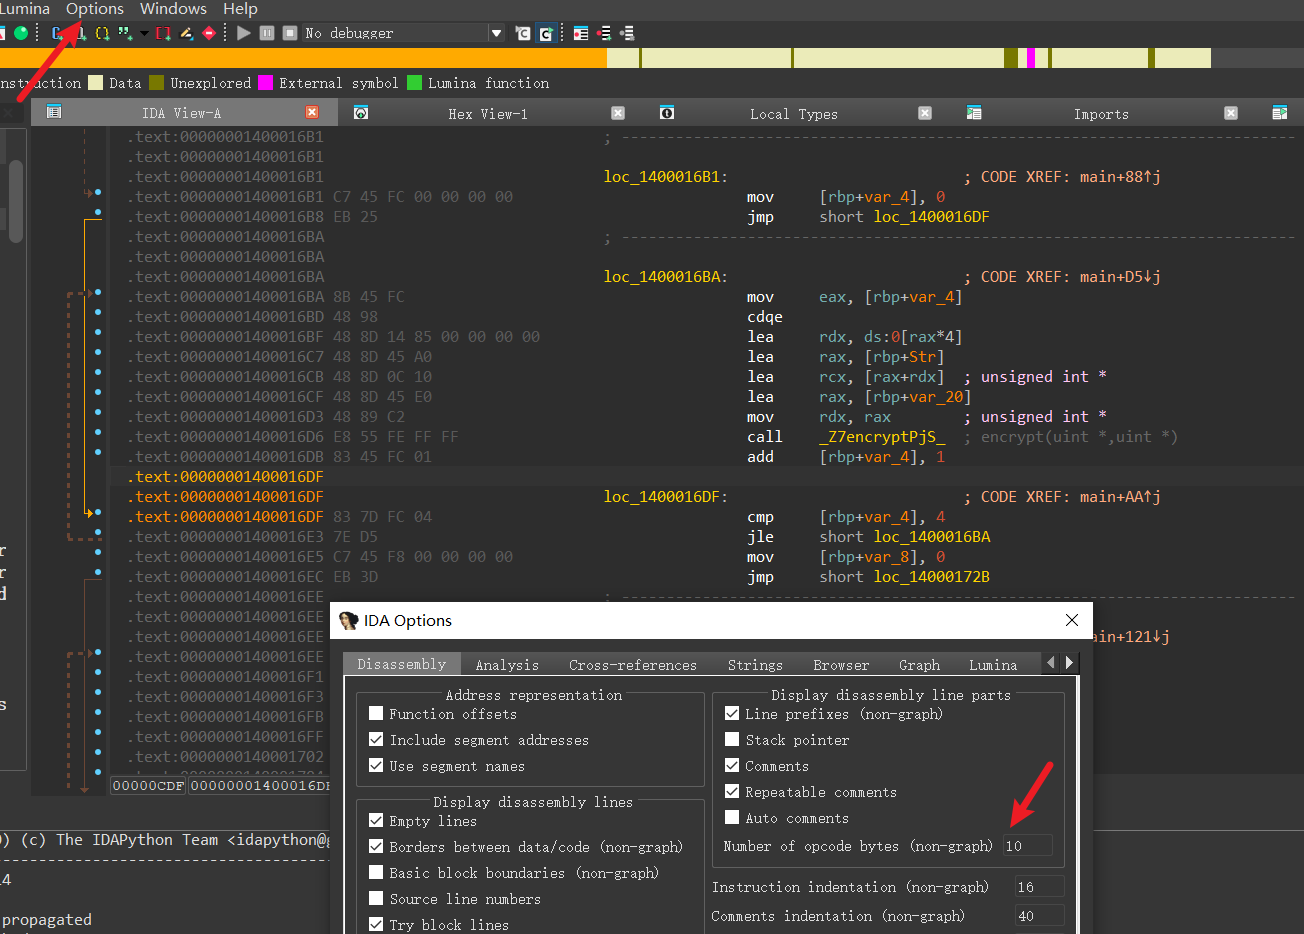 Lumina Options Windows Help
No debugger
nstruction Data Unexplored External symbol Lumina function
IDA View-A Hex View-1 Local Types Imports
.text:00000001400016B1 ; ---------------------------------------------------------------------------
.text:00000001400016B1
.text:00000001400016B1 loc_1400016B1: ; CODE XREF: main+88↑j
.text:00000001400016B1 C7 45 FC 00 00 00 00 mov [rbp+var_4], 0
.text:00000001400016B8 EB 25 jmp short loc_1400016DF
.text:00000001400016BA ; ---------------------------------------------------------------------------
.text:00000001400016BA
.text:00000001400016BA loc_1400016BA: ; CODE XREF: main+D5↓j
.text:00000001400016BA 8B 45 FC mov eax, [rbp+var_4]
.text:00000001400016BD 48 98 cdqe
.text:00000001400016BF 48 8D 14 85 00 00 00 00 lea rdx, ds:0[rax*4]
.text:00000001400016C7 48 8D 45 A0 lea rax, [rbp+Str]
.text:00000001400016CB 48 8D 0C 10 lea rcx, [rax+rdx] ; unsigned int *
.text:00000001400016CF 48 8D 45 E0 lea rax, [rbp+var_20]
.text:00000001400016D3 48 89 C2 mov rdx, rax ; unsigned int *
.text:00000001400016D6 E8 55 FE FF FF call _Z7encryptPjS_ ; encrypt(uint *,uint *)
.text:00000001400016DB 83 45 FC 01 add [rbp+var_4], 1
.text:00000001400016DF
.text:00000001400016DF loc_1400016DF: ; CODE XREF: main+AA↑j
.text:00000001400016DF 83 7D FC 04 cmp [rbp+var_4], 4
.text:00000001400016E3 7E D5 jle short loc_1400016BA
.text:00000001400016E5 C7 45 F8 00 00 00 00 mov [rbp+var_8], 0
.text:00000001400016EC EB 3D jmp short loc_14000172B
.text:00000001400016EE ; ---------------------------------------------------------------------------
.text:00000001400016EE
.text:00000001400016EE ain+121↓j
.text:00000001400016EE
.text:00000001400016F1
.text:00000001400016F3
.text:00000001400016FB
.text:00000001400016FF
.text:0000000140001702
00000CDF 00000001400016DF
) (c) The IDAPython Team <idapython@g
14
propagated
IDA Options
Disassembly Analysis Cross-references Strings Browser Graph Lumina
Address representation
Function offsets
Include segment addresses
Use segment names
Display disassembly lines
Empty lines
Borders between data/code (non-graph)
Basic block boundaries (non-graph)
Source line numbers
Try block lines
Display disassembly line parts
Line prefixes (non-graph)
Stack pointer
Comments
Repeatable comments
Auto comments
Number of opcode bytes (non-graph) 10
Instruction indentation (non-graph) 16
Comments indentation (non-graph) 40